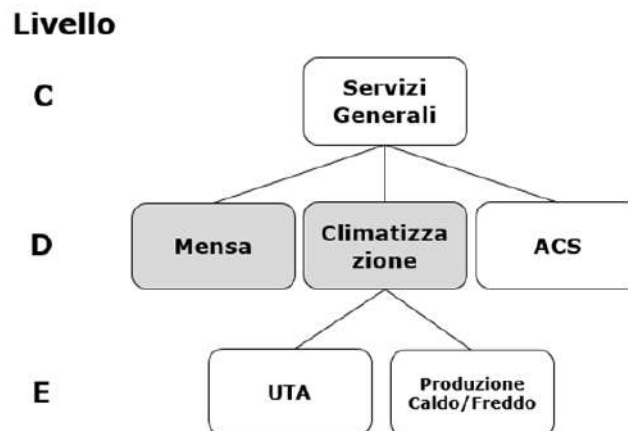 Livello
C
Servizi
Generali
D
Mensa
Climatizza
zione
ACS
E
UTA
Produzione
Caldo/Freddo